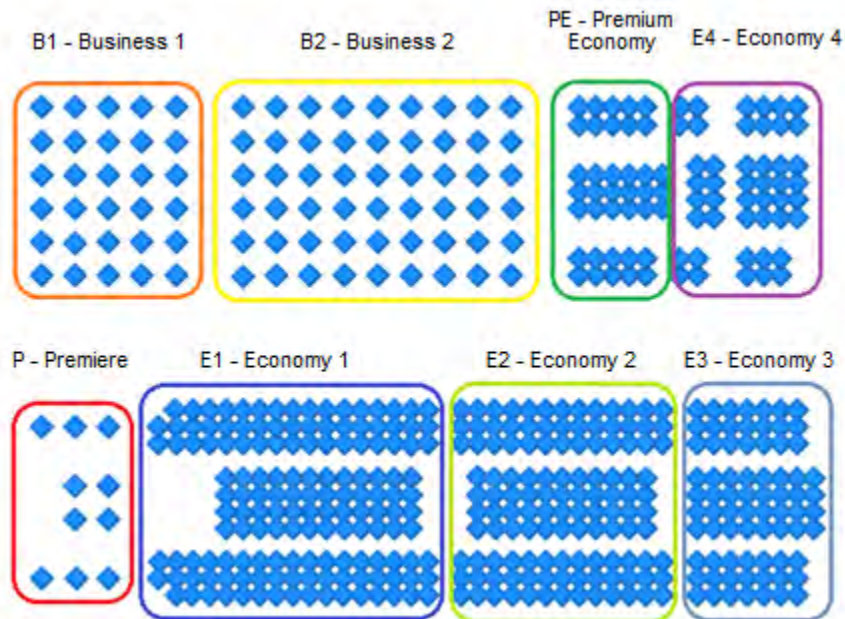 B1 - Business 1
B2 - Business 2
PE - Premium
Economy
E4 - Economy 4
P - Premiere
E1 - Economy 1
E2 - Economy 2
E3 - Economy 3